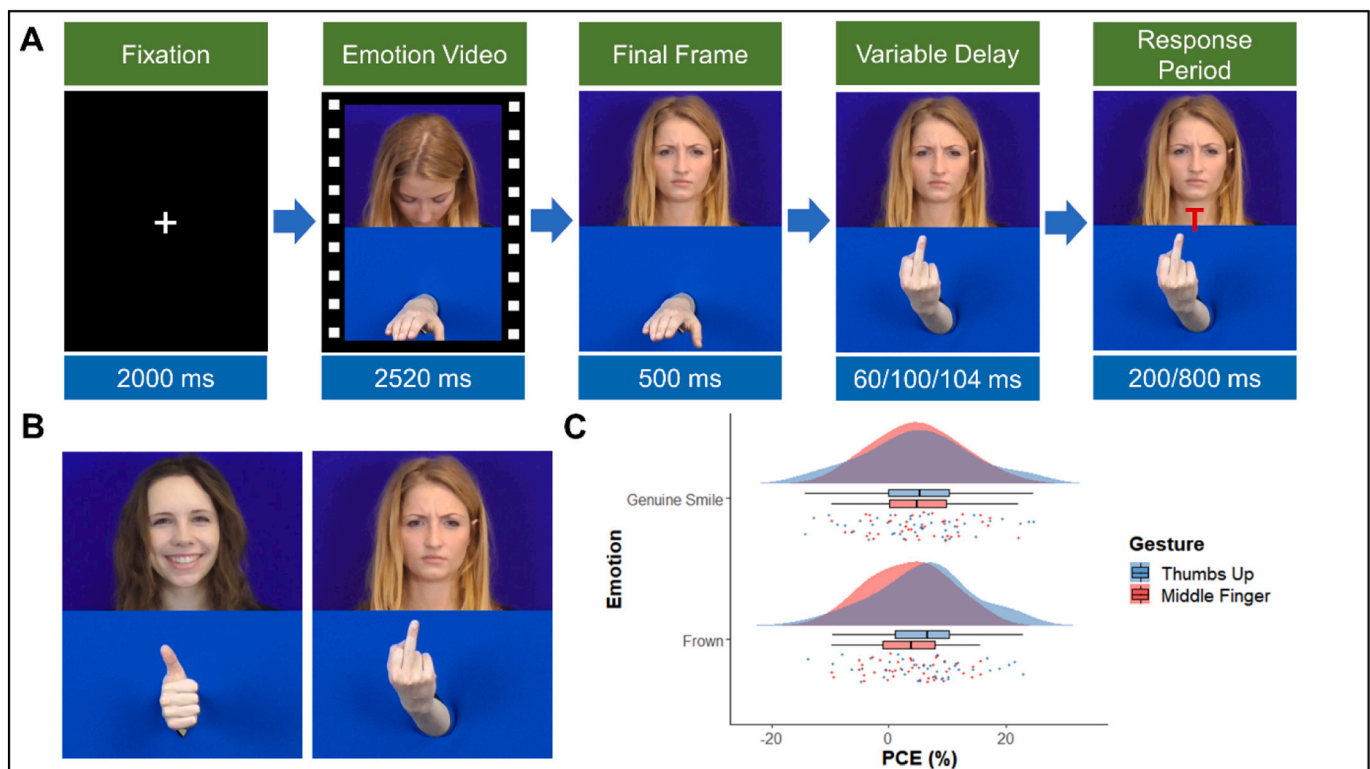 A
Fixation
Emotion Video
Final Frame
Variable Delay
Response
Period
+
T
2000 ms
2520 ms
500 ms
60/100/104 ms
200/800 ms
B
C
Genuine Smile
Frown
Emotion
-20
0
20
PCE (%)
Gesture
Thumbs Up
Middle Finger